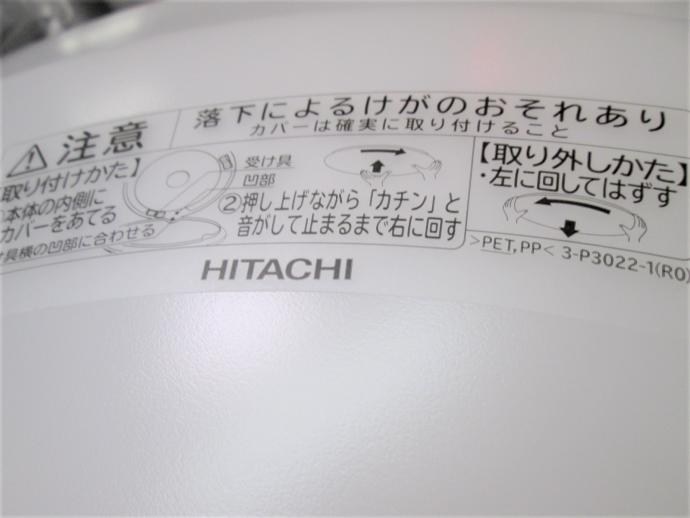 注意
落下によるけがのおそれあり
カバーは確実に取り付けること
取り付けかた】
本体の内側に
カバーをあてる
受け具
凹部
具横の凹部に合わせる
②押し上げながら「カチン」と
音がして止まるまで右に回す
【取り外しかた】
・左に回してはずす
>PET,PP< 3-P3022-1(R0)
HITACHI